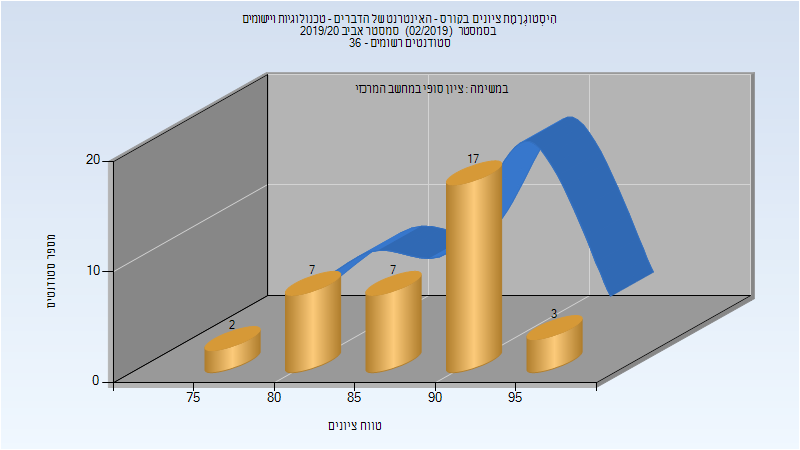 היסטוגרמת ציונים בקורס - האינטרנט של הדברים - טכנולוגיות ויישומים
בסמסטר (02/2019) סמסטר אביב 2019/20
סטודנטים רשומים - 36
במשימה : ציון סופי במחשב המרכזי
20
10
0
מספר סטודנטים
2
7
7
17
3
75
80
85
90
95
טווח ציונים